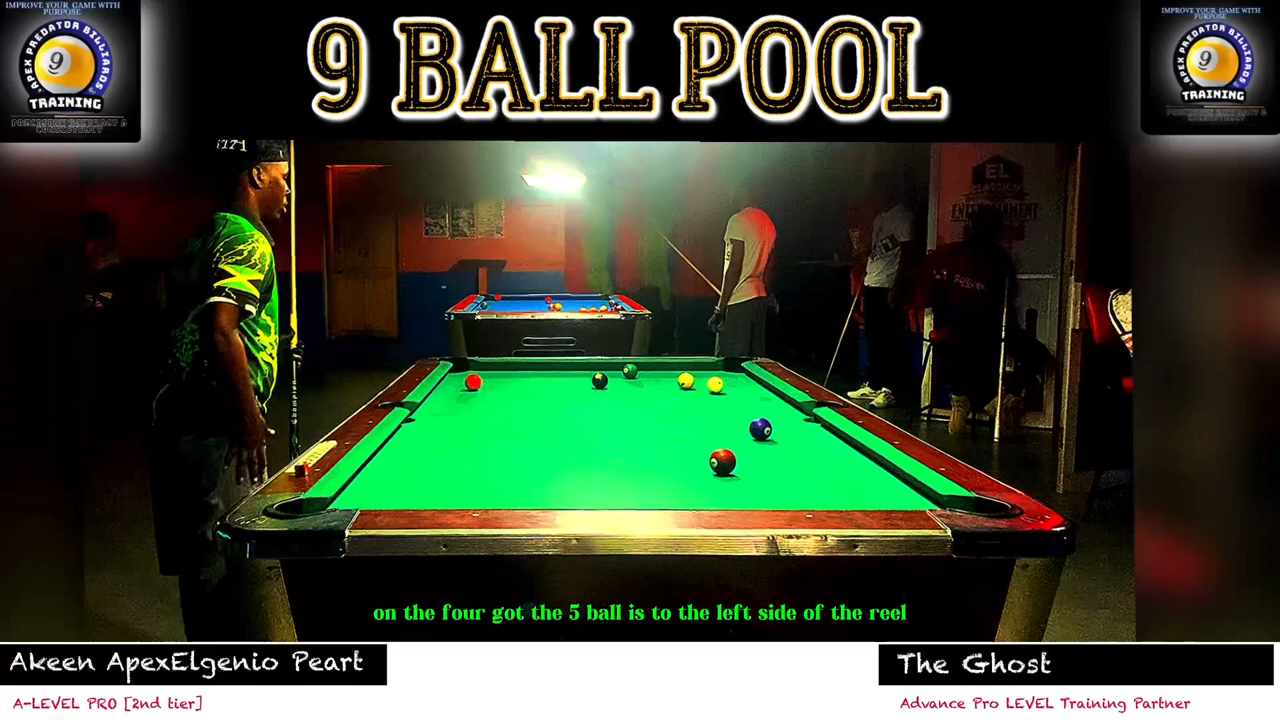 IMPROVE YOUR GAME WITH
PURPOSE
APEX PREDATOR BILLIARDS
9
TRAINING
9 BALL POOL
IMPROVE YOUR GAME WITH
PURPOSE
APEX PREDATOR BILLIARDS
9
TRAINING
EL
CLASSICO
ENTERTAINMENT
on the four got the 5 ball is to the left side of the reel
Akeen ApexElgenio Peart
A-LEVEL PRO [2nd tier]
The Ghost
Advance Pro LEVEL Training Partner